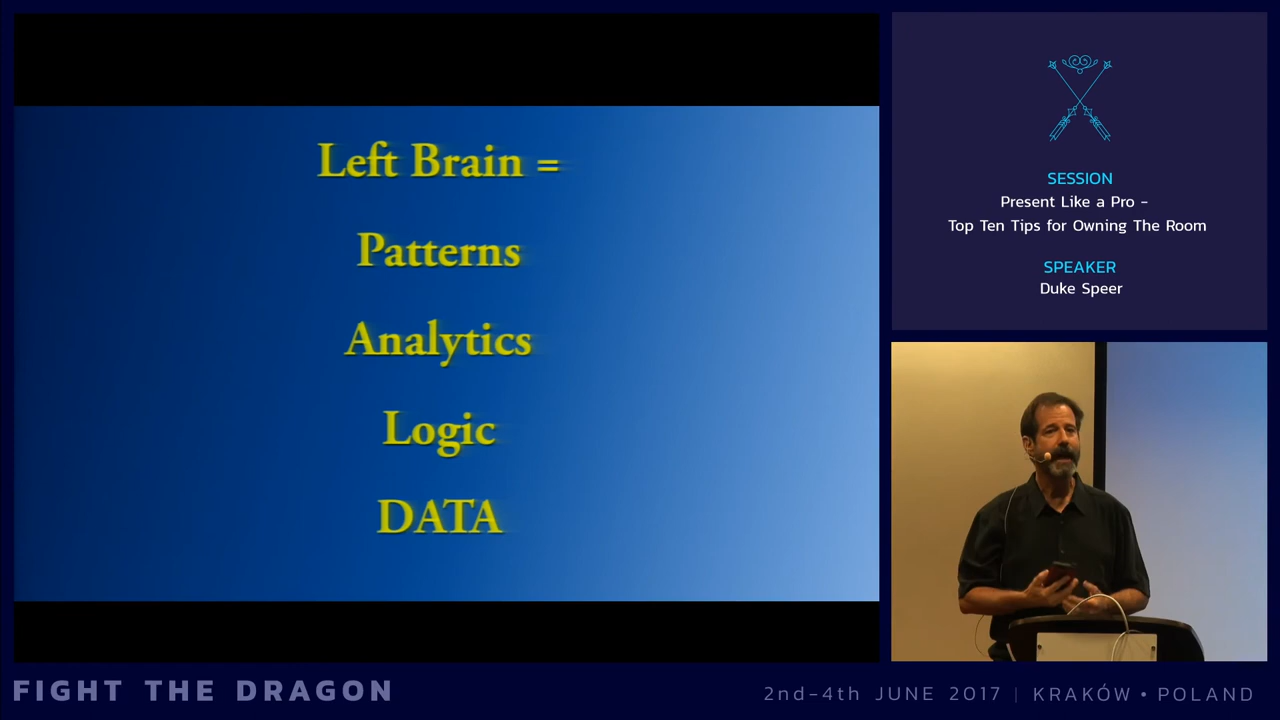 Left Brain =
Patterns
Analytics
Logic
DATA
SESSION
Present Like a Pro -
Top Ten Tips for Owning The Room
SPEAKER
Duke Speer
FIGHT THE DRAGON
2nd-4th JUNE 2017 | KRAKÓW • POLAND